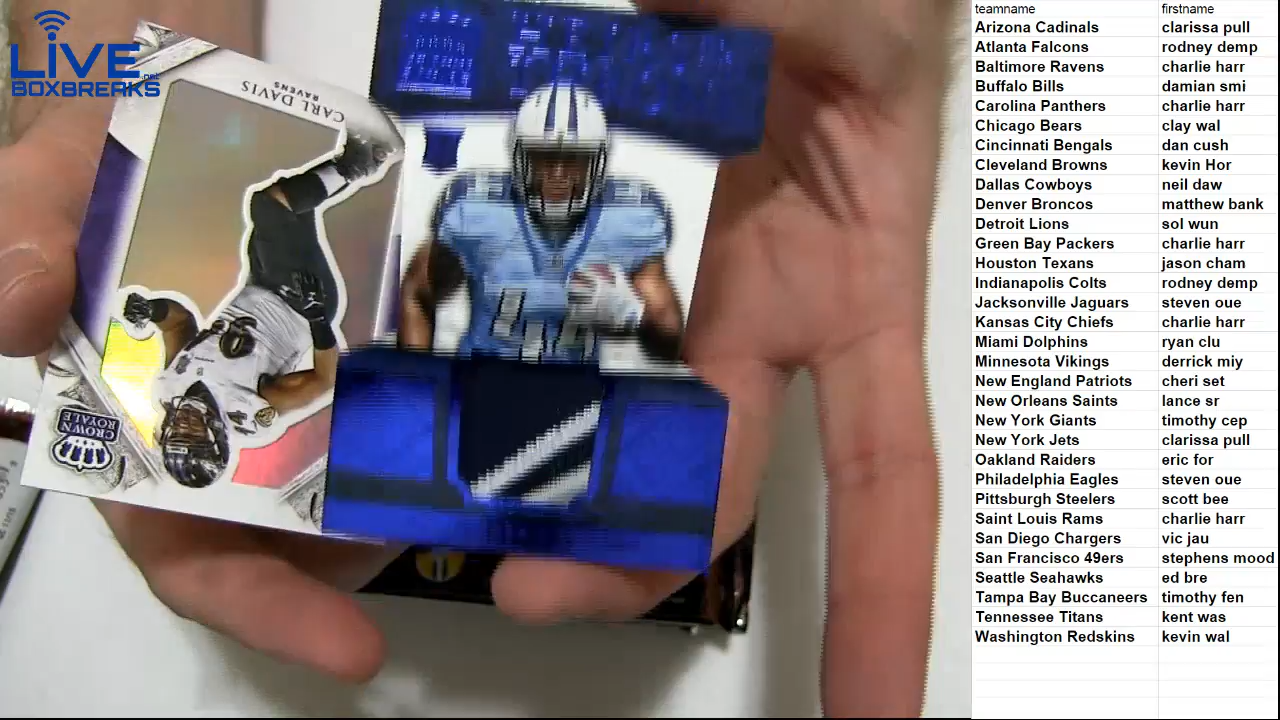 LIVE
.net
BOXBREAKS
CARL DAVIS
RAVENS
CROWN
ROYALE
44
teamname firstname
Arizona Cadinals clarissa pull
Atlanta Falcons rodney demp
Baltimore Ravens charlie harr
Buffalo Bills damian smi
Carolina Panthers charlie harr
Chicago Bears clay wal
Cincinnati Bengals dan cush
Cleveland Browns kevin Hor
Dallas Cowboys neil daw
Denver Broncos matthew bank
Detroit Lions sol wun
Green Bay Packers charlie harr
Houston Texans jason cham
Indianapolis Colts rodney demp
Jacksonville Jaguars steven oue
Kansas City Chiefs charlie harr
Miami Dolphins ryan clu
Minnesota Vikings derrick mly
New England Patriots cheri set
New Orleans Saints lance sr
New York Giants timothy cep
New York Jets clarissa pull
Oakland Raiders eric for
Philadelphia Eagles steven oue
Pittsburgh Steelers scott bea
Saint Louis Rams charlie harr
San Diego Chargers vic jau
San Francisco 49ers stephens mood
Seattle Seahawks ed bre
Tampa Bay Buccaneers timothy fen
Tennessee Titans kent was
Washington Redskins kevin wal